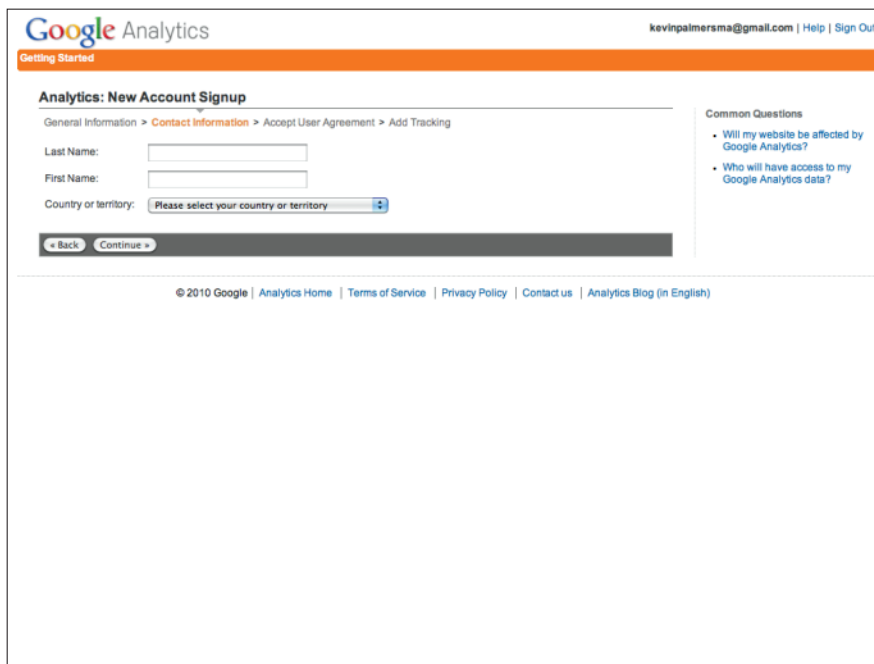 Google Analytics
kevinpalmersma@gmail.com | Help | Sign Out
Getting Started
Analytics: New Account Signup
General Information > Contact Information > Accept User Agreement > Add Tracking
Last Name:
First Name:
Country or territory: Please select your country or territory
« Back Continue »
Common Questions
• Will my website be affected by
Google Analytics?
• Who will have access to my
Google Analytics data?
© 2010 Google | Analytics Home | Terms of Service | Privacy Policy | Contact us | Analytics Blog (in English)